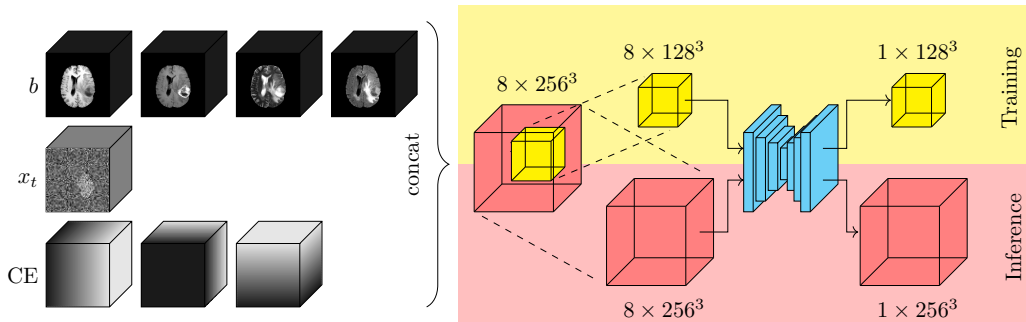 b
x_t
CE
concat
8 × 256³
8 × 128³
1 × 128³
Training
8 × 256³
1 × 256³
Inference